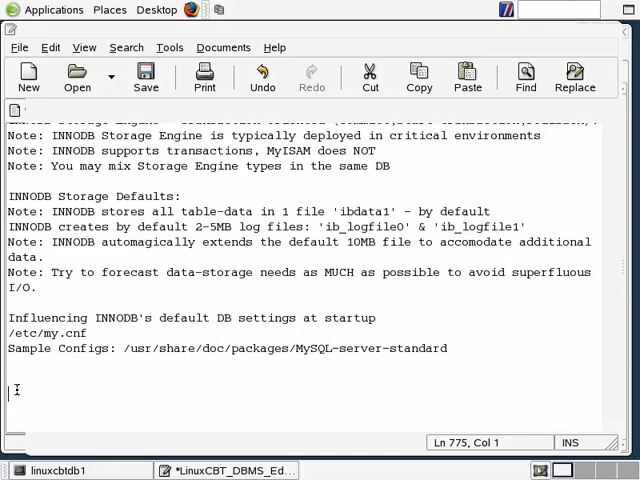 Applications Places Desktop
File Edit View Search Tools Documents Help
New Open Save Print Undo Redo Cut Copy Paste Find Replace
Note: INNODB Storage Engine is typically deployed in critical environments
Note: INNODB supports transactions, MyISAM does NOT
Note: You may mix Storage Engine types in the same DB
INNODB Storage Defaults:
Note: INNODB stores all table-data in 1 file 'ibdata1' - by default
INNODB creates by default 2-5MB log files: 'ib_logfile0' & 'ib_logfile1'
Note: INNODB automagically extends the default 10MB file to accomodate additional
data.
Note: Try to forecast data-storage needs as MUCH as possible to avoid superfluous
I/O.
Influencing INNODB's default DB settings at startup
/etc/my.cnf
Sample Configs: /usr/share/doc/packages/MySQL-server-standard
Ln 775, Col 1 INS
linuxcbtdb1 *LinuxCBT_DBMS_Ed...